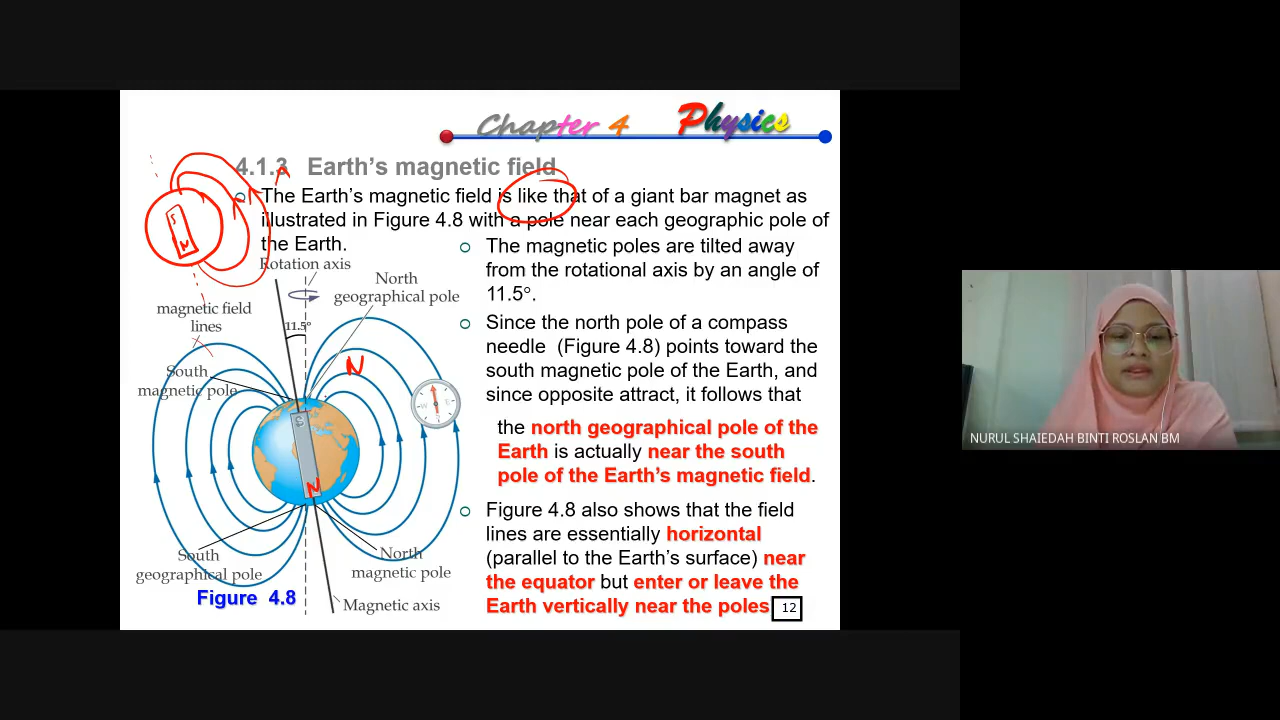 Chapter 4 Physics
4.1.3 Earth's magnetic field
The Earth's magnetic field is like that of a giant bar magnet as
illustrated in Figure 4.8 with a pole near each geographic pole of
the Earth.
The magnetic poles are tilted away
from the rotational axis by an angle of
11.5°.
Since the north pole of a compass
needle (Figure 4.8) points toward the
south magnetic pole of the Earth, and
since opposite attract, it follows that
the north geographical pole of the
Earth is actually near the south
pole of the Earth's magnetic field.
Figure 4.8 also shows that the field
lines are essentially horizontal
(parallel to the Earth's surface) near
the equator but enter or leave the
Earth vertically near the poles
12
S
N
Rotation axis
North
geographical pole
magnetic field
lines
11.5°
South
magnetic pole
N
W E
S
N
South
geographical pole
North
magnetic pole
Magnetic axis
Figure 4.8
NURUL SHAIEDAH BINTI ROSLAN BM